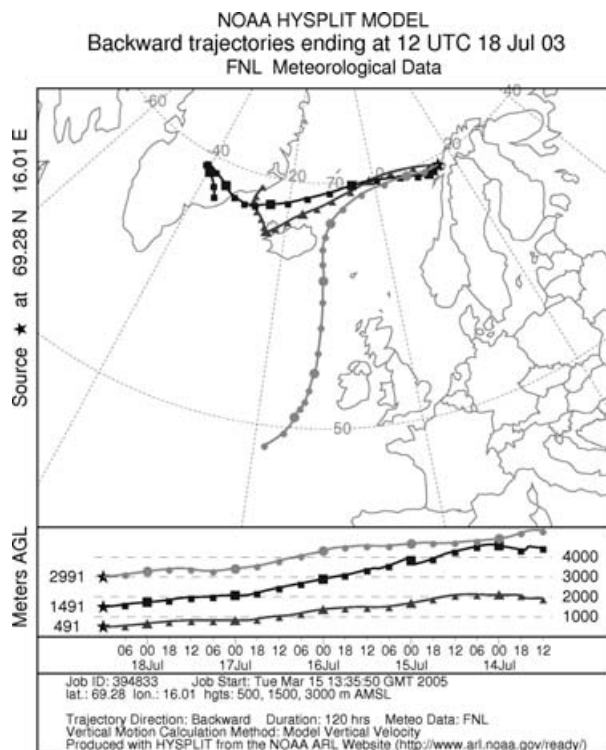 NOAA HYSPLIT MODEL
Backward trajectories ending at 12 UTC 18 Jul 03
FNL Meteorological Data
Source ★ at 69.28 N 16.01 E
-60
40
-40
20
20
70
50
Meters AGL
2991
1491
491
4000
3000
2000
1000
06 00 18 12 06 00 18 12 06 00 18 12 06 00 18 12 06 00 18 12
18Jul 17Jul 16Jul 15Jul 14Jul
Job ID: 394833 Job Start: Tue Mar 15 13:35:50 GMT 2005
lat.: 69.28 lon.: 16.01 hgts: 500, 1500, 3000 m AMSL
Trajectory Direction: Backward Duration: 120 hrs Meteo Data: FNL
Vertical Motion Calculation Method: Model Vertical Velocity
Produced with HYSPLIT from the NOAA ARL Website (http://www.arl.noaa.gov/ready/)